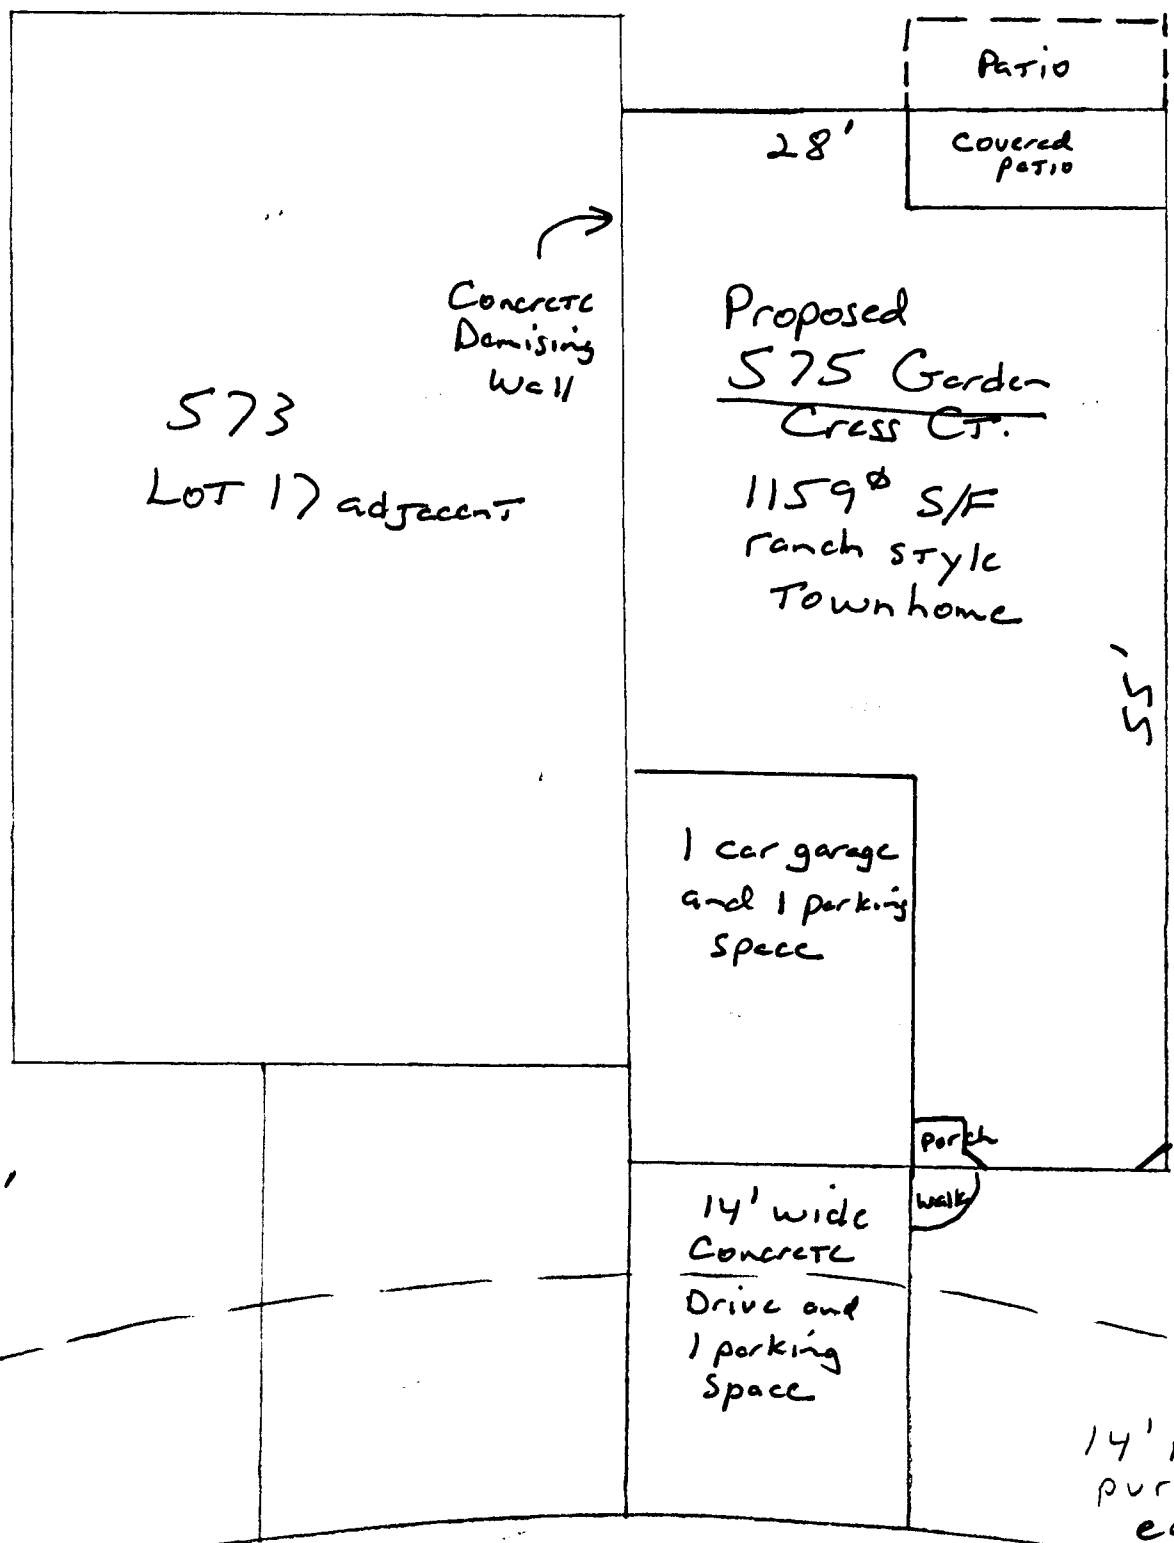 Patio
28'
Covered
patio
Concrete
Demising
Wall
Proposed
575 Garden
Cress CT.
1159ø S/F
ranch style
Townhome
573
LOT 17 adjacent
55'
1 car garage
and 1 parking
space
porch
walk
14' wide
Concrete
Drive and
1 parking
space
14'